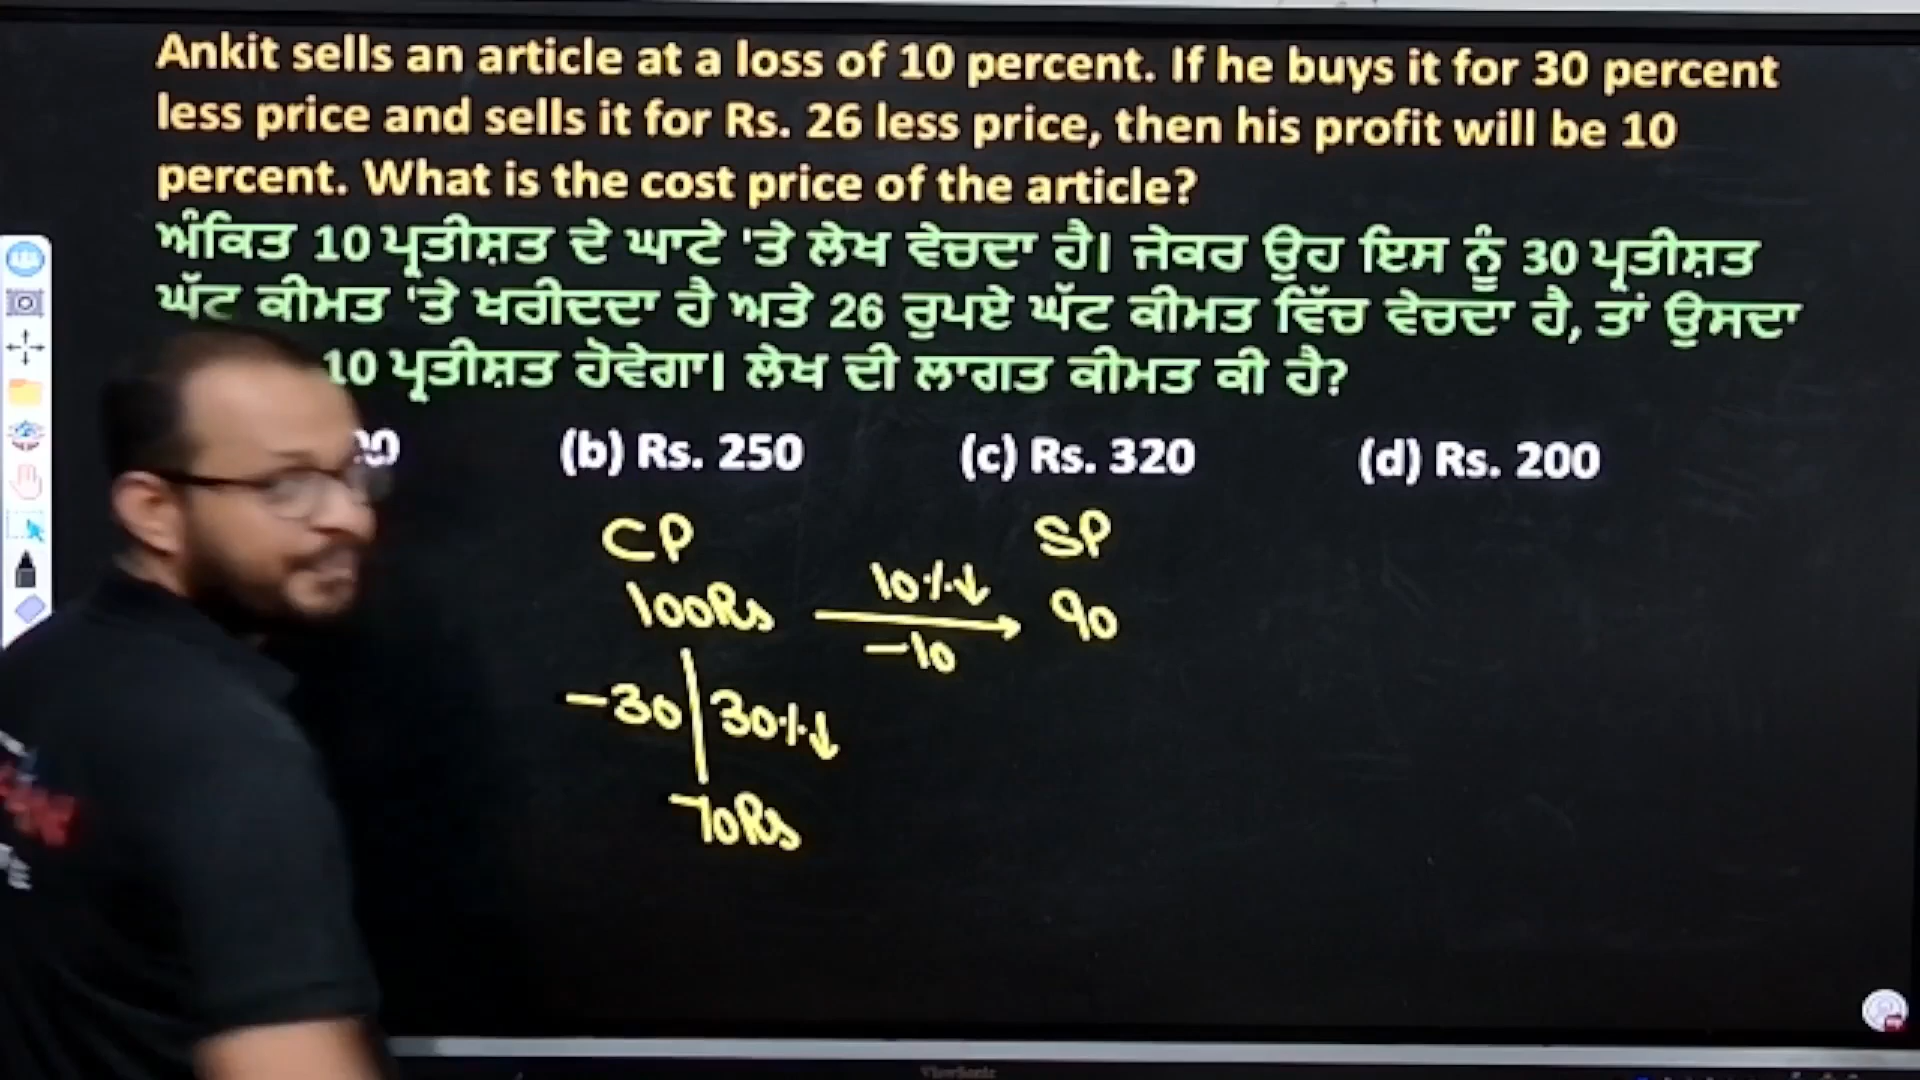 Ankit sells an article at a loss of 10 percent. If he buys it for 30 percent
less price and sells it for Rs. 26 less price, then his profit will be 10
percent. What is the cost price of the article?
ਅੰਕਿਤ 10 ਪ੍ਰਤੀਸ਼ਤ ਦੇ ਘਾਟੇ 'ਤੇ ਲੇਖ ਵੇਚਦਾ ਹੈ। ਜੇਕਰ ਉਹ ਇਸ ਨੂੰ 30 ਪ੍ਰਤੀਸ਼ਤ
ਘੱਟ ਕੀਮਤ 'ਤੇ ਖਰੀਦਦਾ ਹੈ ਅਤੇ 26 ਰੁਪਏ ਘੱਟ ਕੀਮਤ ਵਿੱਚ ਵੇਚਦਾ ਹੈ, ਤਾਂ ਉਸਦਾ
10 ਪ੍ਰਤੀਸ਼ਤ ਹੋਵੇਗਾ। ਲੇਖ ਦੀ ਲਾਗਤ ਕੀਮਤ ਕੀ ਹੈ?
(b) Rs. 250 (c) Rs. 320 (d) Rs. 200
CP SP
100Rs 10%↓ 90
-10
-30 30%↓
70Rs
ViewSonic